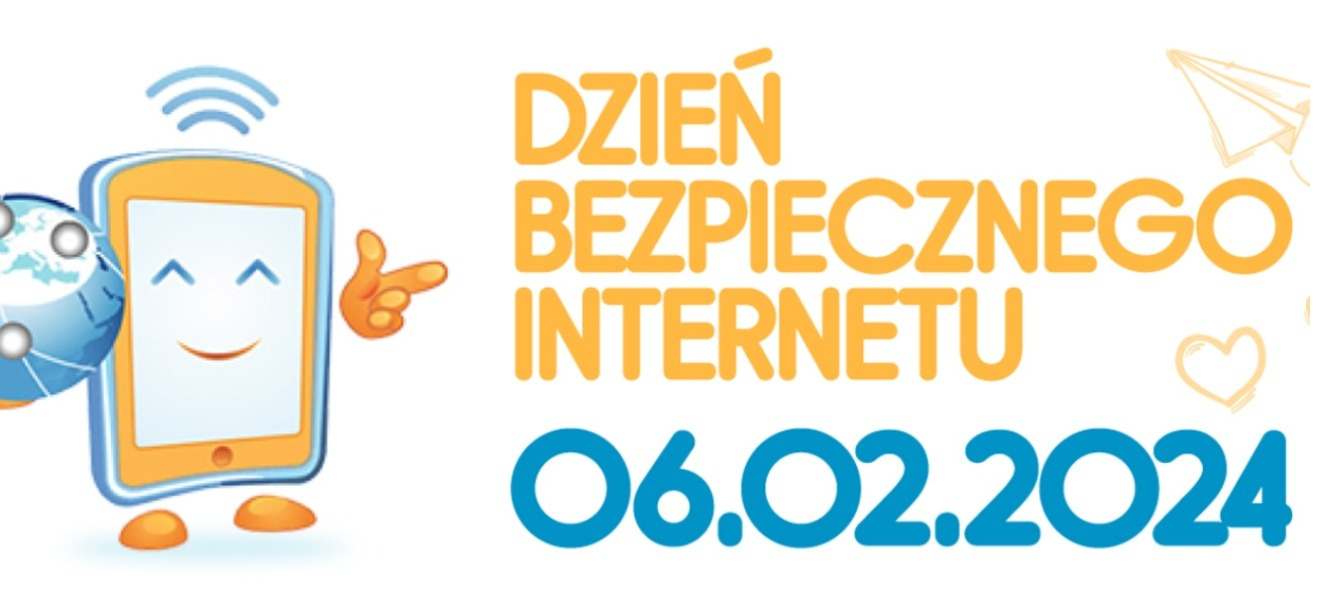 DZIEŃ
BEZPIECZNEGO
INTERNETU
06.02.2024